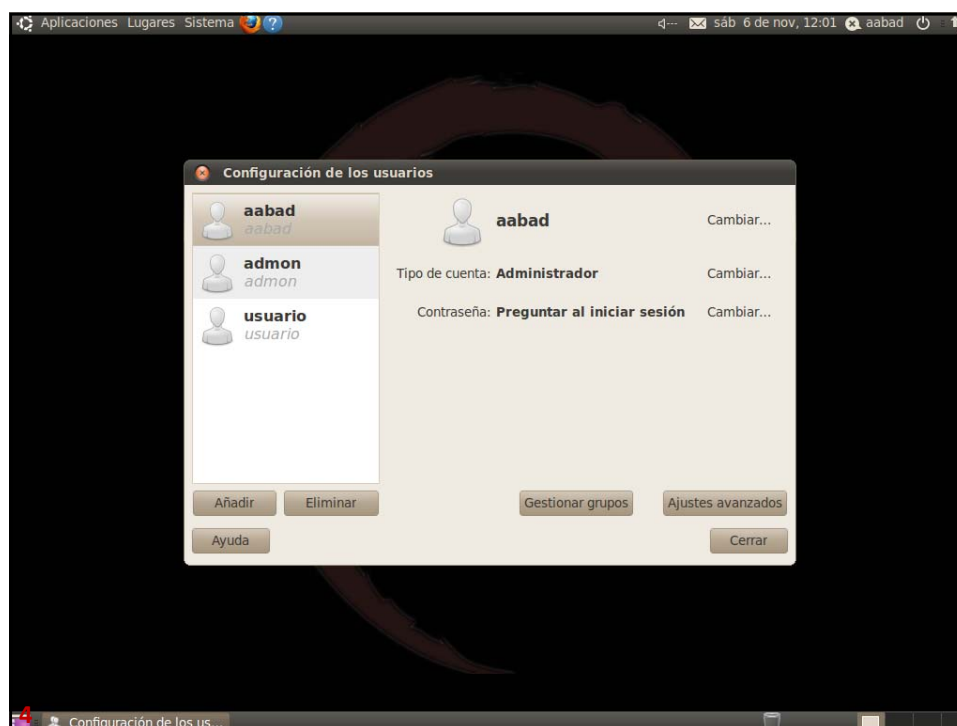 Aplicaciones Lugares Sistema
sáb 6 de nov, 12:01 aabad
Configuración de los usuarios
aabad
aabad
admon
admon
usuario
usuario
aabad Cambiar...
Tipo de cuenta: Administrador Cambiar...
Contraseña: Preguntar al iniciar sesión Cambiar...
Añadir Eliminar Gestionar grupos Ajustes avanzados
Ayuda Cerrar
4 Configuración de los us...